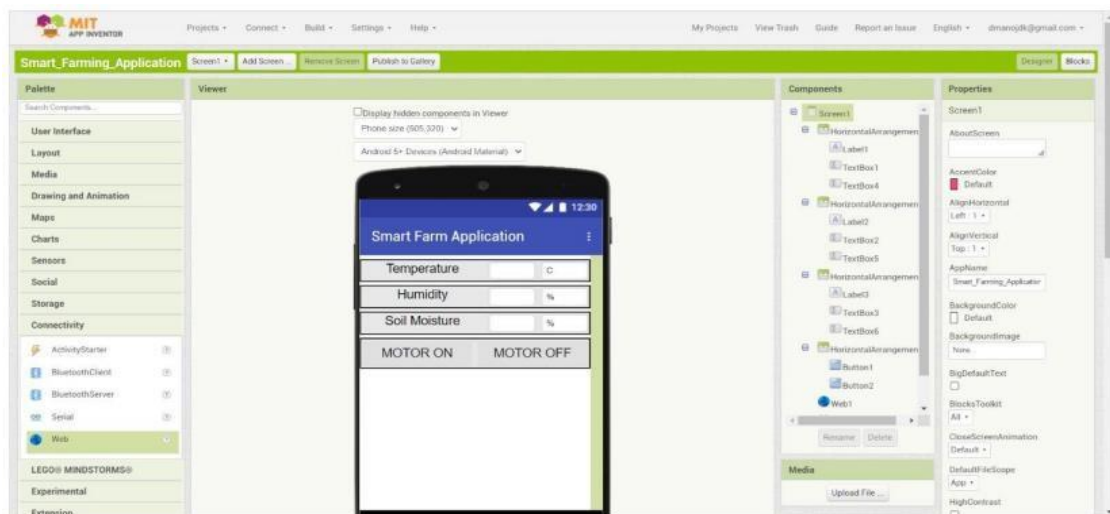 MIT
APP INVENTOR
Projects Connect Build Settings Help
My Projects View Trash Guide Report an Issue English dmanojdk@gmail.com
Smart_Farming_Application Screen1 Add Screen ... Remove Screen Publish to Gallery
Designer Blocks
Palette
Search Components...
User Interface
Layout
Media
Drawing and Animation
Maps
Charts
Sensors
Social
Storage
Connectivity
ActivityStarter
BluetoothClient
BluetoothServer
Serial
Web
LEGO® MINDSTORMS®
Experimental
Extension
Viewer
Display hidden components in Viewer
Phone size (505,320)
Android 5+ Devices (Android Material)
12:30
Smart Farm Application
Temperature C
Humidity %
Soil Moisture %
MOTOR ON MOTOR OFF
Components
Screen1
HorizontalArrangemen
Label1
TextBox1
TextBox4
HorizontalArrangemen
Label2
TextBox2
TextBox5
HorizontalArrangemen
Label3
TextBox3
TextBox6
HorizontalArrangemen
Button1
Button2
Web1
Rename Delete
Media
Upload File ...
Properties
Screen1
AboutScreen
AccentColor
Default
AlignHorizontal
Left : 1
AlignVertical
Top : 1
AppName
Smart_Farming_Application
BackgroundColor
Default
BackgroundImage
None
BigDefaultText
BlocksToolkit
All
CloseScreenAnimation
Default
DefaultFileScope
App
HighContrast